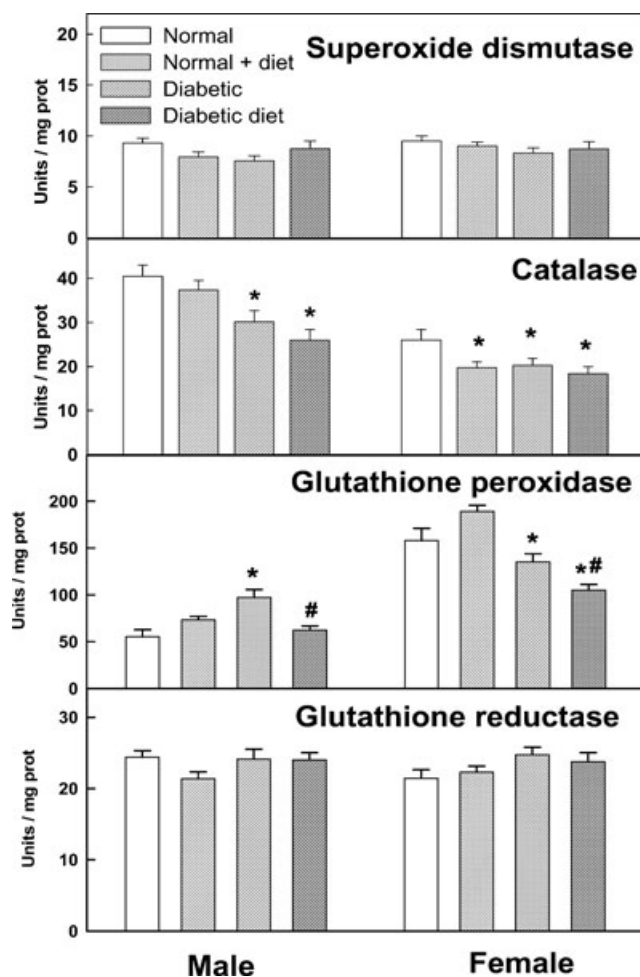 20
15
10
5
0
Units / mg prot
Normal
Normal + diet
Diabetic
Diabetic diet
Superoxide dismutase
40
30
20
10
0
Units / mg prot
Catalase
*
*
*
*
*
200
150
100
50
0
Units / mg prot
Glutathione peroxidase
*
#
*
*#
30
20
10
0
Units / mg prot
Glutathione reductase
Male
Female